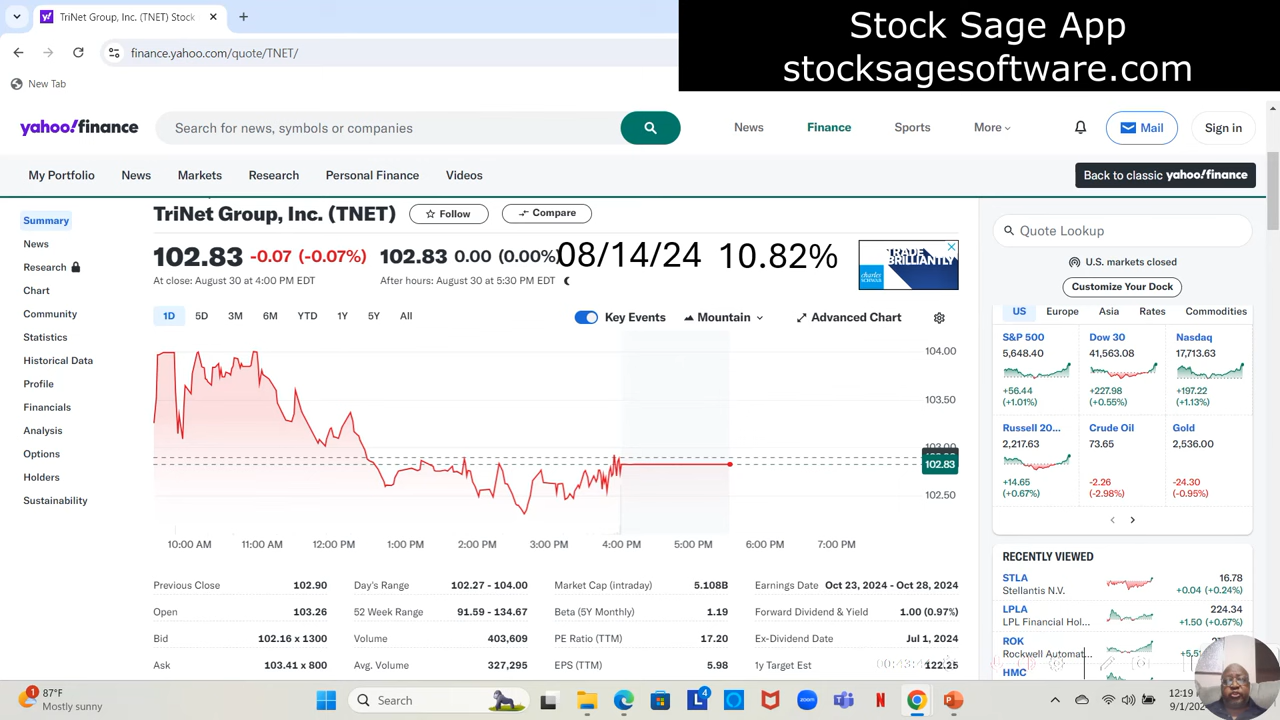 TriNet Group, Inc. (TNET) Stock
Stock Sage App
stocksagesoftware.com
finance.yahoo.com/quote/TNET/
New Tab
yahoo!finance
Search for news, symbols or companies
News Finance Sports More
Mail
Sign in
My Portfolio News Markets Research Personal Finance Videos
Back to classic yahoo!finance
Summary
News
Research
Chart
Community
Statistics
Historical Data
Profile
Financials
Analysis
Options
Holders
Sustainability
TriNet Group, Inc. (TNET) Follow Compare
102.83 -0.07 (-0.07%) 102.83 0.00 (0.00%)
08/14/24 10.82%
At close: August 30 at 4:00 PM EDT After hours: August 30 at 5:30 PM EDT
TRADE
BRILLIANTLY
charles
SCHWAB
1D 5D 3M 6M YTD 1Y 5Y All
Key Events Mountain Advanced Chart
104.00
103.50
103.00
102.83
102.50
10:00 AM 11:00 AM 12:00 PM 1:00 PM 2:00 PM 3:00 PM 4:00 PM 5:00 PM 6:00 PM 7:00 PM
Previous Close 102.90 Day's Range 102.27 - 104.00 Market Cap (intraday) 5.108B Earnings Date Oct 23, 2024 - Oct 28, 2024
Open 103.26 52 Week Range 91.59 - 134.67 Beta (5Y Monthly) 1.19 Forward Dividend & Yield 1.00 (0.97%)
Bid 102.16 x 1300 Volume 403,609 PE Ratio (TTM) 17.20 Ex-Dividend Date Jul 1, 2024
Ask 103.41 x 800 Avg. Volume 327,295 EPS (TTM) 5.98 1y Target Est 122.25
Quote Lookup
U.S. markets closed
Customize Your Dock
US Europe Asia Rates Commodities
S&P 500 Dow 30 Nasdaq
5,648.40 41,563.08 17,713.63
+56.44 +227.98 +197.22
(+1.01%) (+0.55%) (+1.13%)
Russell 20... Crude Oil Gold
2,217.63 73.65 2,536.00
+14.65 -2.26 -24.30
(+0.67%) (-2.98%) (-0.95%)
RECENTLY VIEWED
STLA 16.78
Stellantis N.V. +0.04 (+0.24%)
LPLA 224.34
LPL Financial Hol... +1.50 (+0.67%)
ROK
Rockwell Automat...
HMC
1
87°F
Mostly sunny
Search
4
12:19
9/1/20